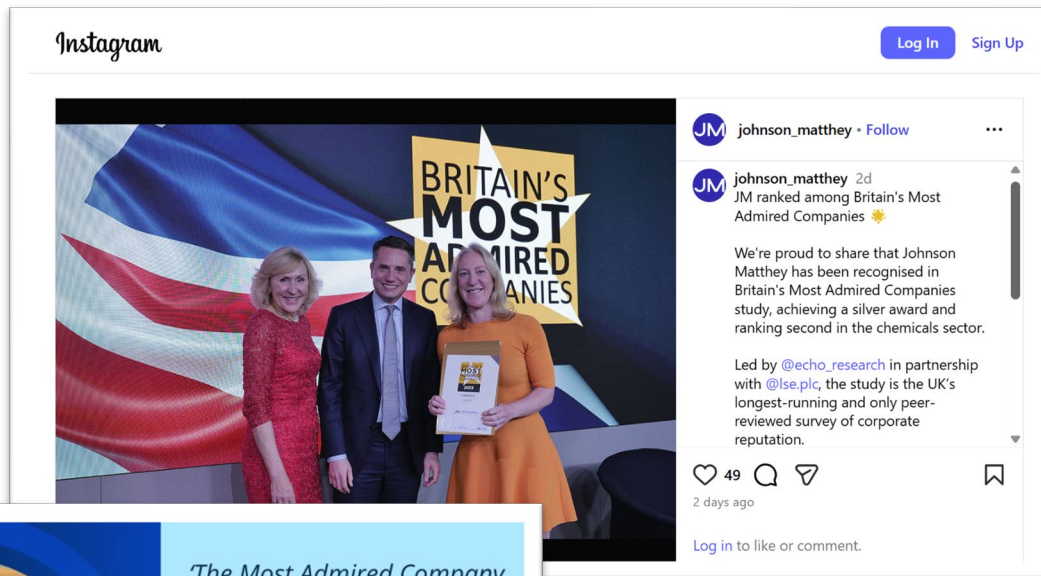 Instagram
Log In
Sign Up
BRITAIN'S
MOST
ADMIRED
COMPANIES
MOST
2025
JM
JM johnson_matthey • Follow
JM johnson_matthey 2d
JM ranked among Britain's Most
Admired Companies
We're proud to share that Johnson
Matthey has been recognised in
Britain's Most Admired Companies
study, achieving a silver award and
ranking second in the chemicals sector.
Led by @echo_research in partnership
with @lse.plc, the study is the UK's
longest-running and only peer-
reviewed survey of corporate
reputation.
49
2 days ago
Log in to like or comment.
'The Most Admired Company